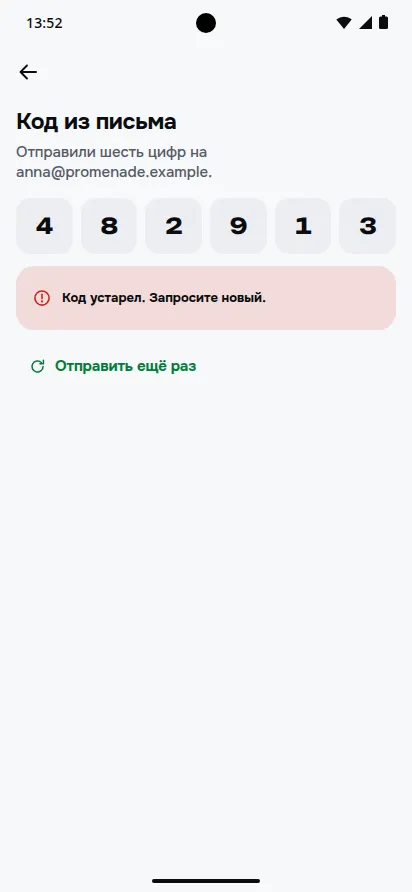 13:52
Код из письма
Отправили шесть цифр на
anna@promenade.example.
4 8 2 9 1 3
Код устарел. Запросите новый.
Отправить ещё раз